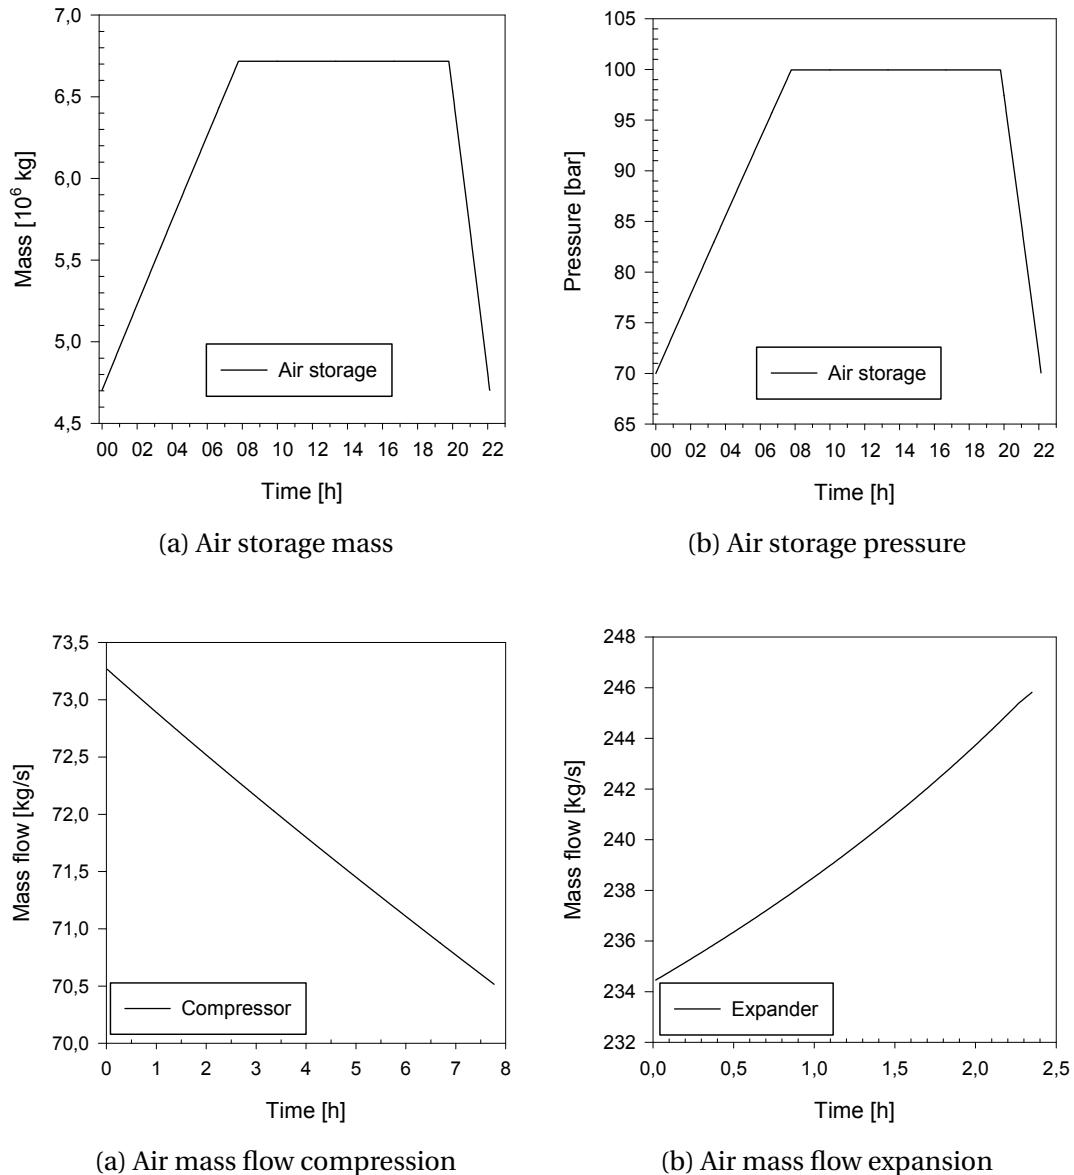 7,0
6,5
6,0
5,5
5,0
4,5
Mass [10⁶ kg]
Air storage
00 02 04 06 08 10 12 14 16 18 20 22
Time [h]
(a) Air storage mass
105
100
95
90
85
80
75
70
65
Pressure [bar]
Air storage
00 02 04 06 08 10 12 14 16 18 20 22
Time [h]
(b) Air storage pressure
73,5
73,0
72,5
72,0
71,5
71,0
70,5
70,0
Mass flow [kg/s]
Compressor
0 1 2 3 4 5 6 7 8
Time [h]
(a) Air mass flow compression
248
246
244
242
240
238
236
234
232
Mass flow [kg/s]
Expander
0,0 0,5 1,0 1,5 2,0 2,5
Time [h]
(b) Air mass flow expansion